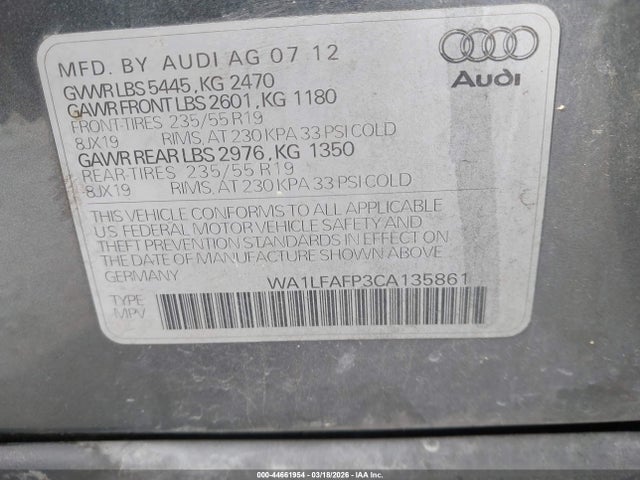 MFD. BY AUDI AG 07 12
GVWR LBS 5445, KG 2470
GAWR FRONT LBS 2601, KG 1180
FRONT-TIRES 235/55 R19
8JX19 RIMS, AT 230 KPA 33 PSI COLD
GAWR REAR LBS 2976, KG 1350
REAR-TIRES 235/55 R19
8JX19 RIMS, AT 230 KPA 33 PSI COLD
Audi
THIS VEHICLE CONFORMS TO ALL APPLICABLE
U.S. FEDERAL MOTOR VEHICLE SAFETY AND
THEFT PREVENTION STANDARDS IN EFFECT ON
THE DATE OF MANUFACTURE SHOWN ABOVE.
GERMANY WA1LFAFP3CA135861
TYPE
MPV
000-44661954 | 03/18/2026 | © Copyright IAA, Inc.